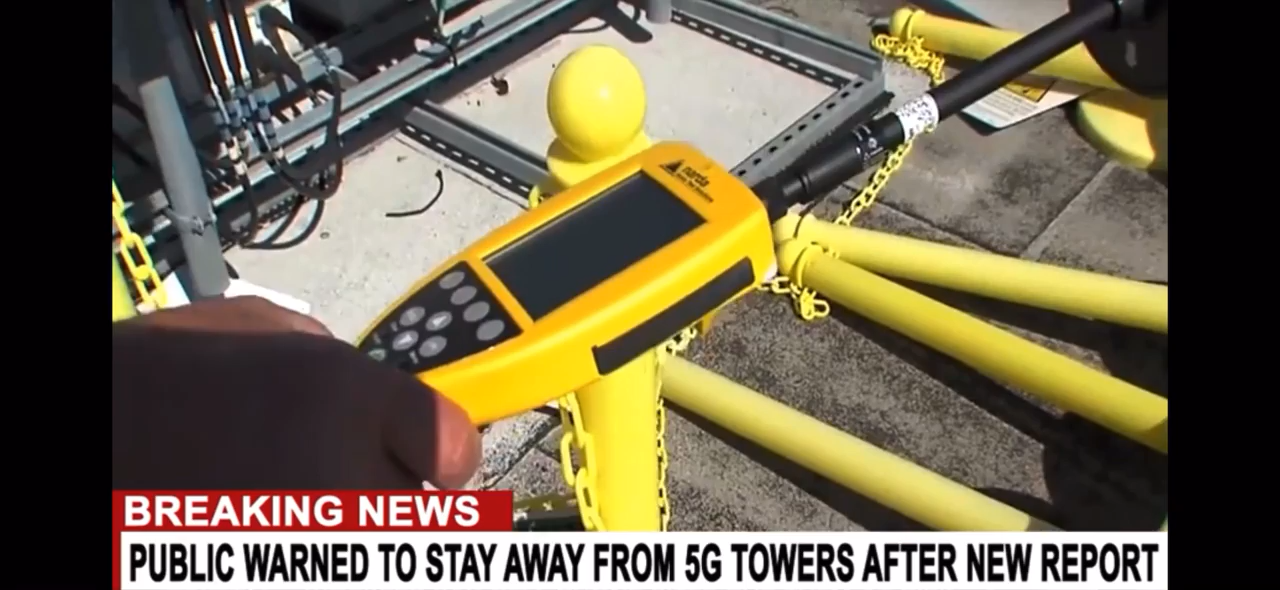 narda
BREAKING NEWS
PUBLIC WARNED TO STAY AWAY FROM 5G TOWERS AFTER NEW REPORT